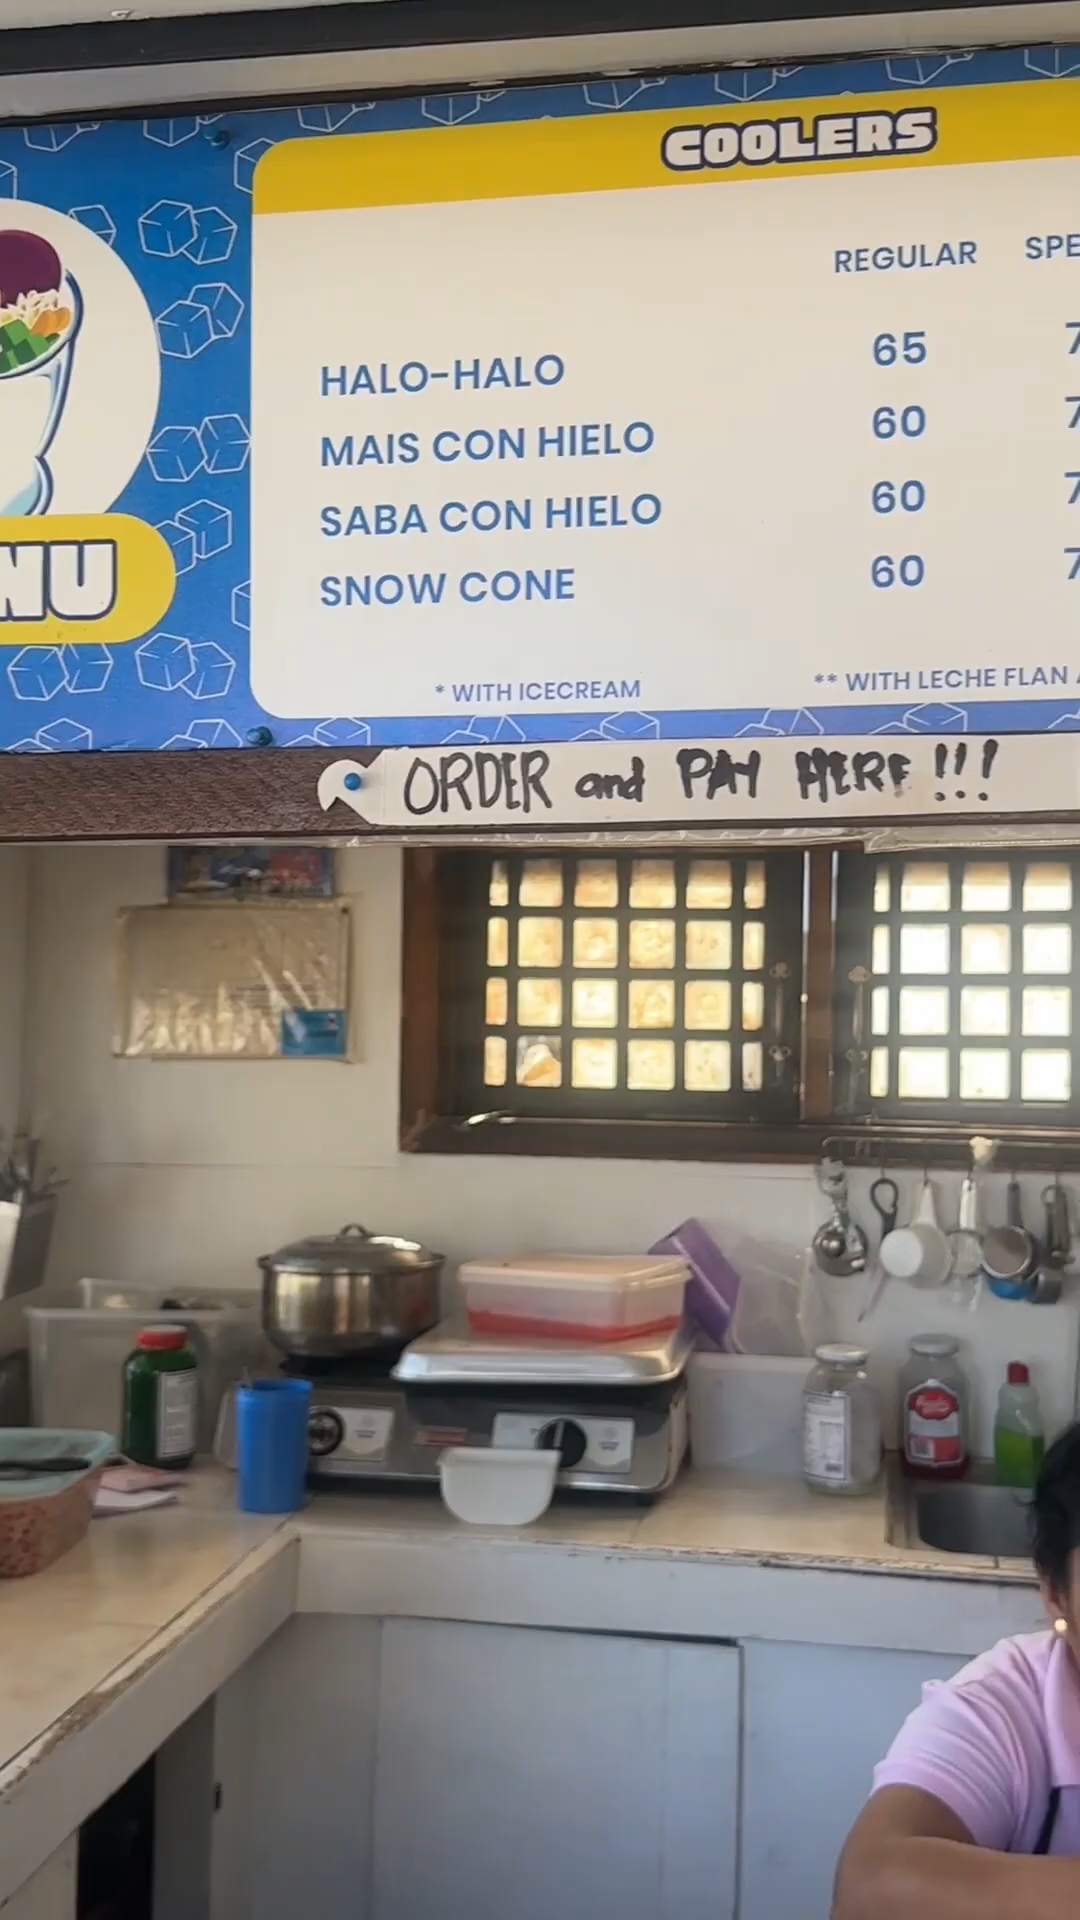 COOLERS
REGULAR
HALO-HALO 65
MAIS CON HIELO 60
SABA CON HIELO 60
SNOW CONE 60
* WITH ICECREAM ** WITH LECHE FLAN
ORDER and PAY HERE!!!